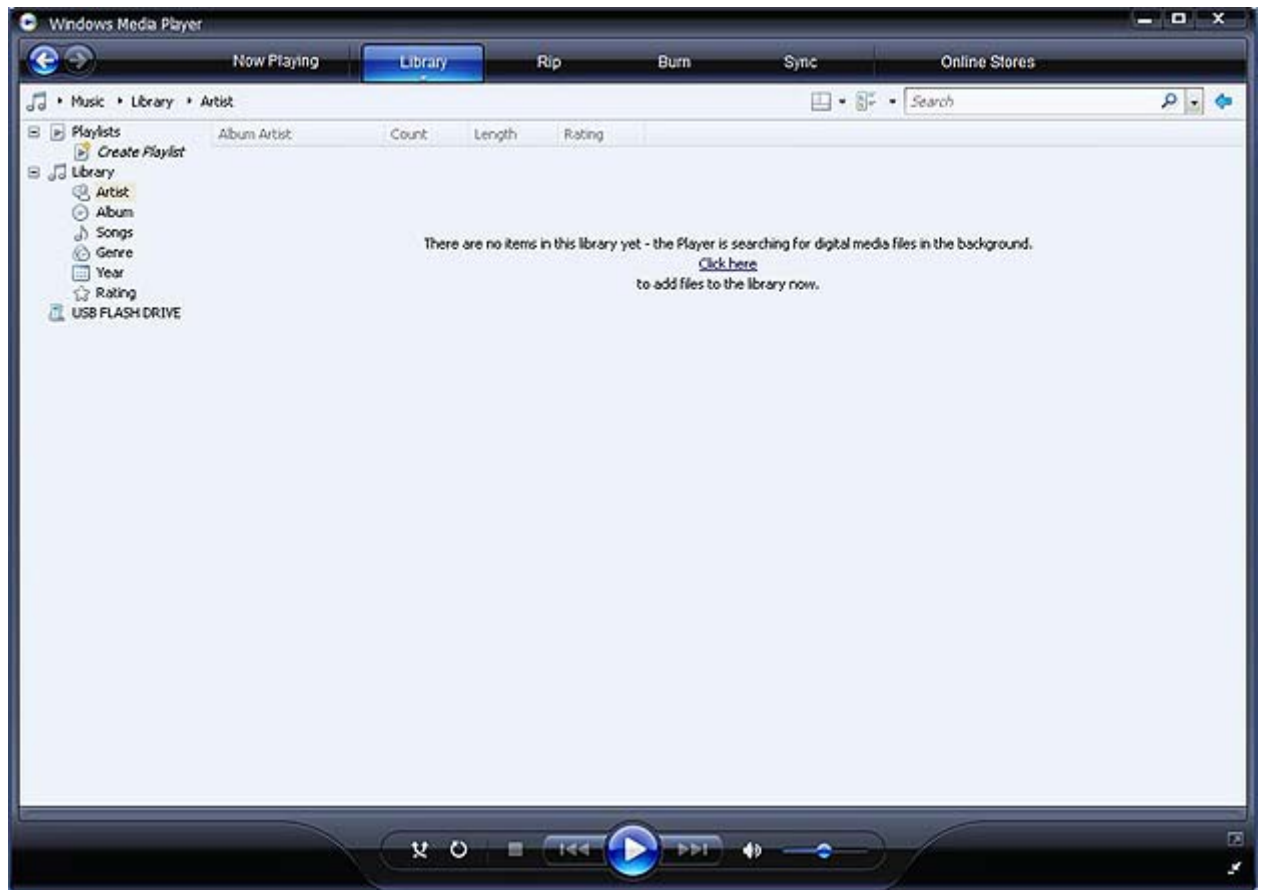 Windows Media Player
Now Playing Library Rip Burn Sync Online Stores
Music Library Artist Search
Playlists Album Artist Count Length Rating
Create Playlist
Library
Artist
Album
Songs
Genre
Year
Rating
USB FLASH DRIVE
There are no items in this library yet - the Player is searching for digital media files in the background.
Click here
to add files to the library now.